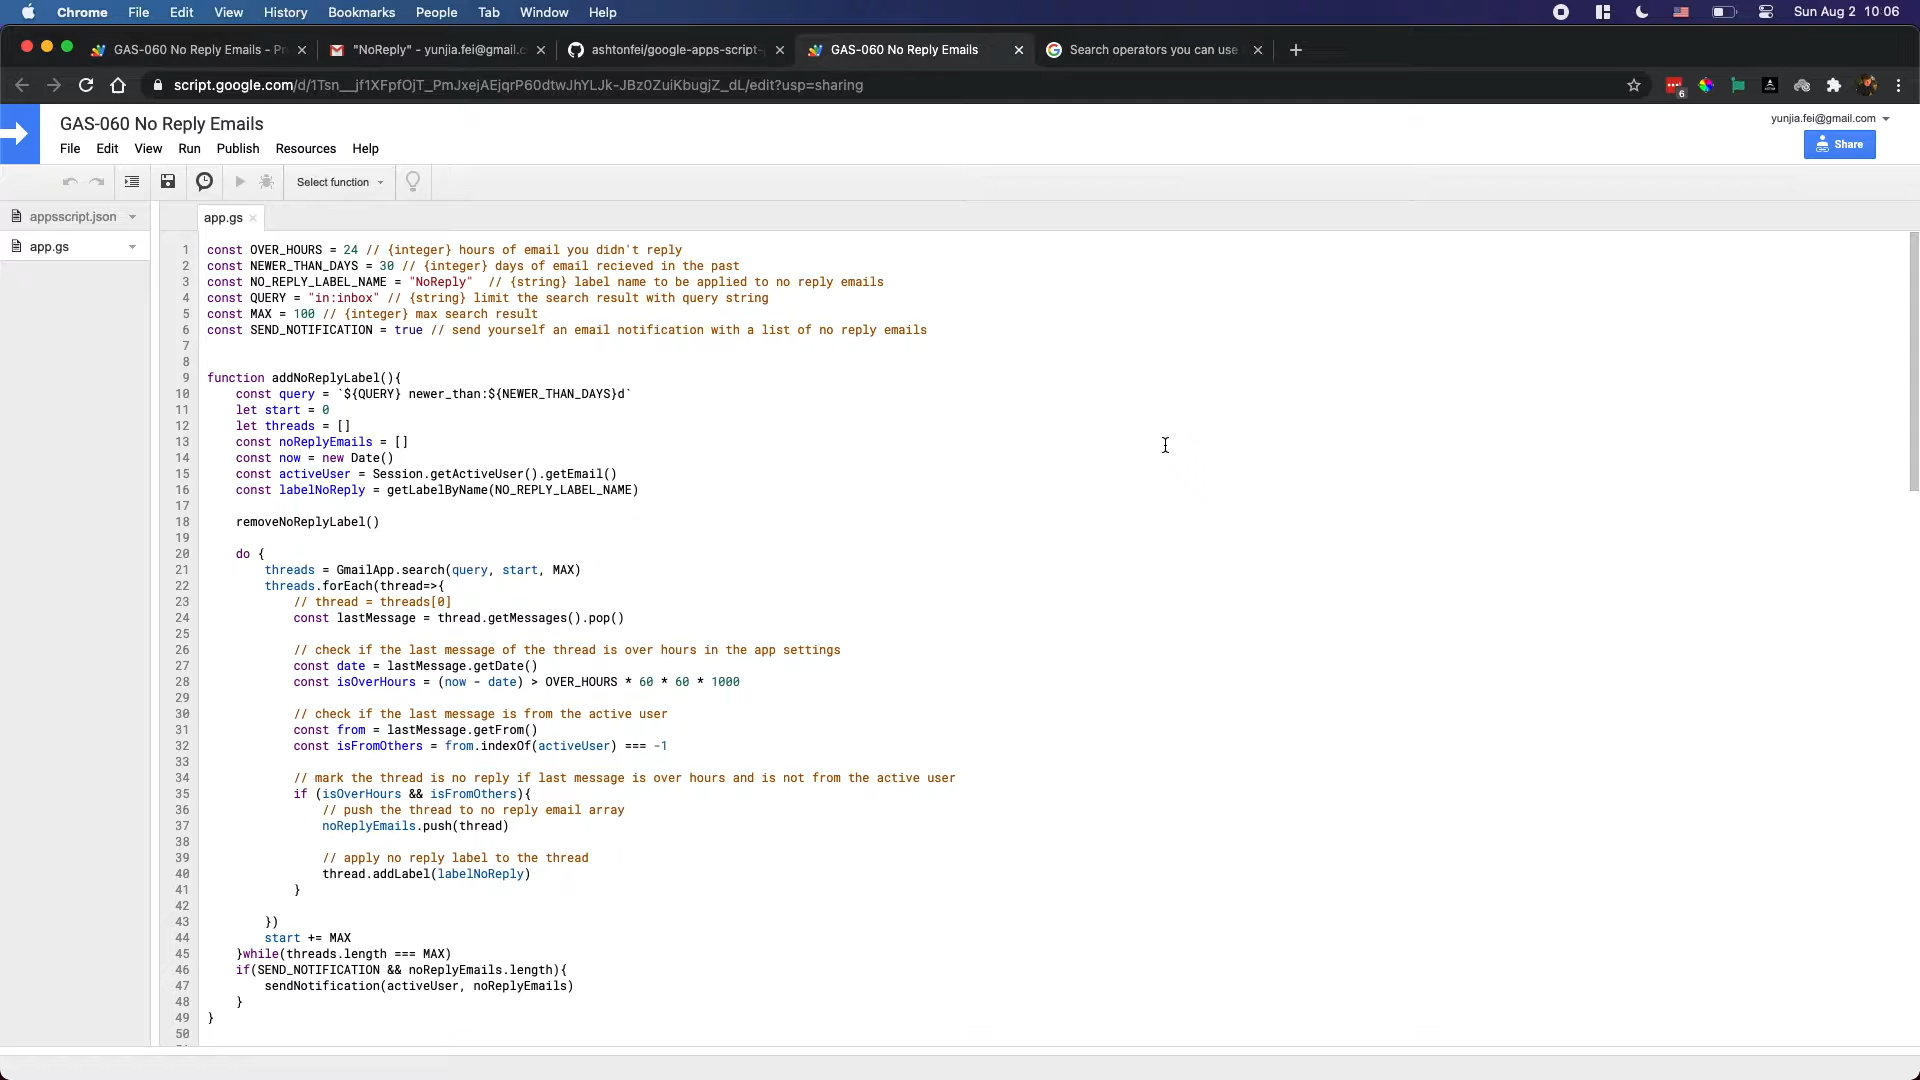 Chrome File Edit View History Bookmarks People Tab Window Help Sun Aug 2 10:06
GAS-060 No Reply Emails - Pr "NoReply" - yunjia.fei@gmail.c ashtonfei/google-apps-script- GAS-060 No Reply Emails Search operators you can use
script.google.com/d/1Tsn__jf1XFpfOjT_PmJxejAEjqrP60dtwJhYLJk-JBz0ZuiKbugjZ_dL/edit?usp=sharing 6
GAS-060 No Reply Emails yunjia.fei@gmail.com
File Edit View Run Publish Resources Help Share
Select function
appsscript.json app.gs
app.gs
1 const OVER_HOURS = 24 // {integer} hours of email you didn't reply
2 const NEWER_THAN_DAYS = 30 // {integer} days of email recieved in the past
3 const NO_REPLY_LABEL_NAME = "NoReply"  // {string} label name to be applied to no reply emails
4 const QUERY = "in:inbox" // {string} limit the search result with query string
5 const MAX = 100 // {integer} max search result
6 const SEND_NOTIFICATION = true // send yourself an email notification with a list of no reply emails
7
8
9 function addNoReplyLabel(){
10     const query = `${QUERY} newer_than:${NEWER_THAN_DAYS}d`
11     let start = 0
12     let threads = []
13     const noReplyEmails = []
14     const now = new Date()
15     const activeUser = Session.getActiveUser().getEmail()
16     const labelNoReply = getLabelByName(NO_REPLY_LABEL_NAME)
17
18     removeNoReplyLabel()
19
20     do {
21         threads = GmailApp.search(query, start, MAX)
22         threads.forEach(thread=>{
23             // thread = threads[0]
24             const lastMessage = thread.getMessages().pop()
25
26             // check if the last message of the thread is over hours in the app settings
27             const date = lastMessage.getDate()
28             const isOverHours = (now - date) > OVER_HOURS * 60 * 60 * 1000
29
30             // check if the last message is from the active user
31             const from = lastMessage.getFrom()
32             const isFromOthers = from.indexOf(activeUser) === -1
33
34             // mark the thread is no reply if last message is over hours and is not from the active user
35             if (isOverHours && isFromOthers){
36                 // push the thread to no reply email array
37                 noReplyEmails.push(thread)
38
39                 // apply no reply label to the thread
40                 thread.addLabel(labelNoReply)
41             }
42
43         })
44         start += MAX
45     }while(threads.length === MAX)
46     if(SEND_NOTIFICATION && noReplyEmails.length){
47         sendNotification(activeUser, noReplyEmails)
48     }
49 }
50